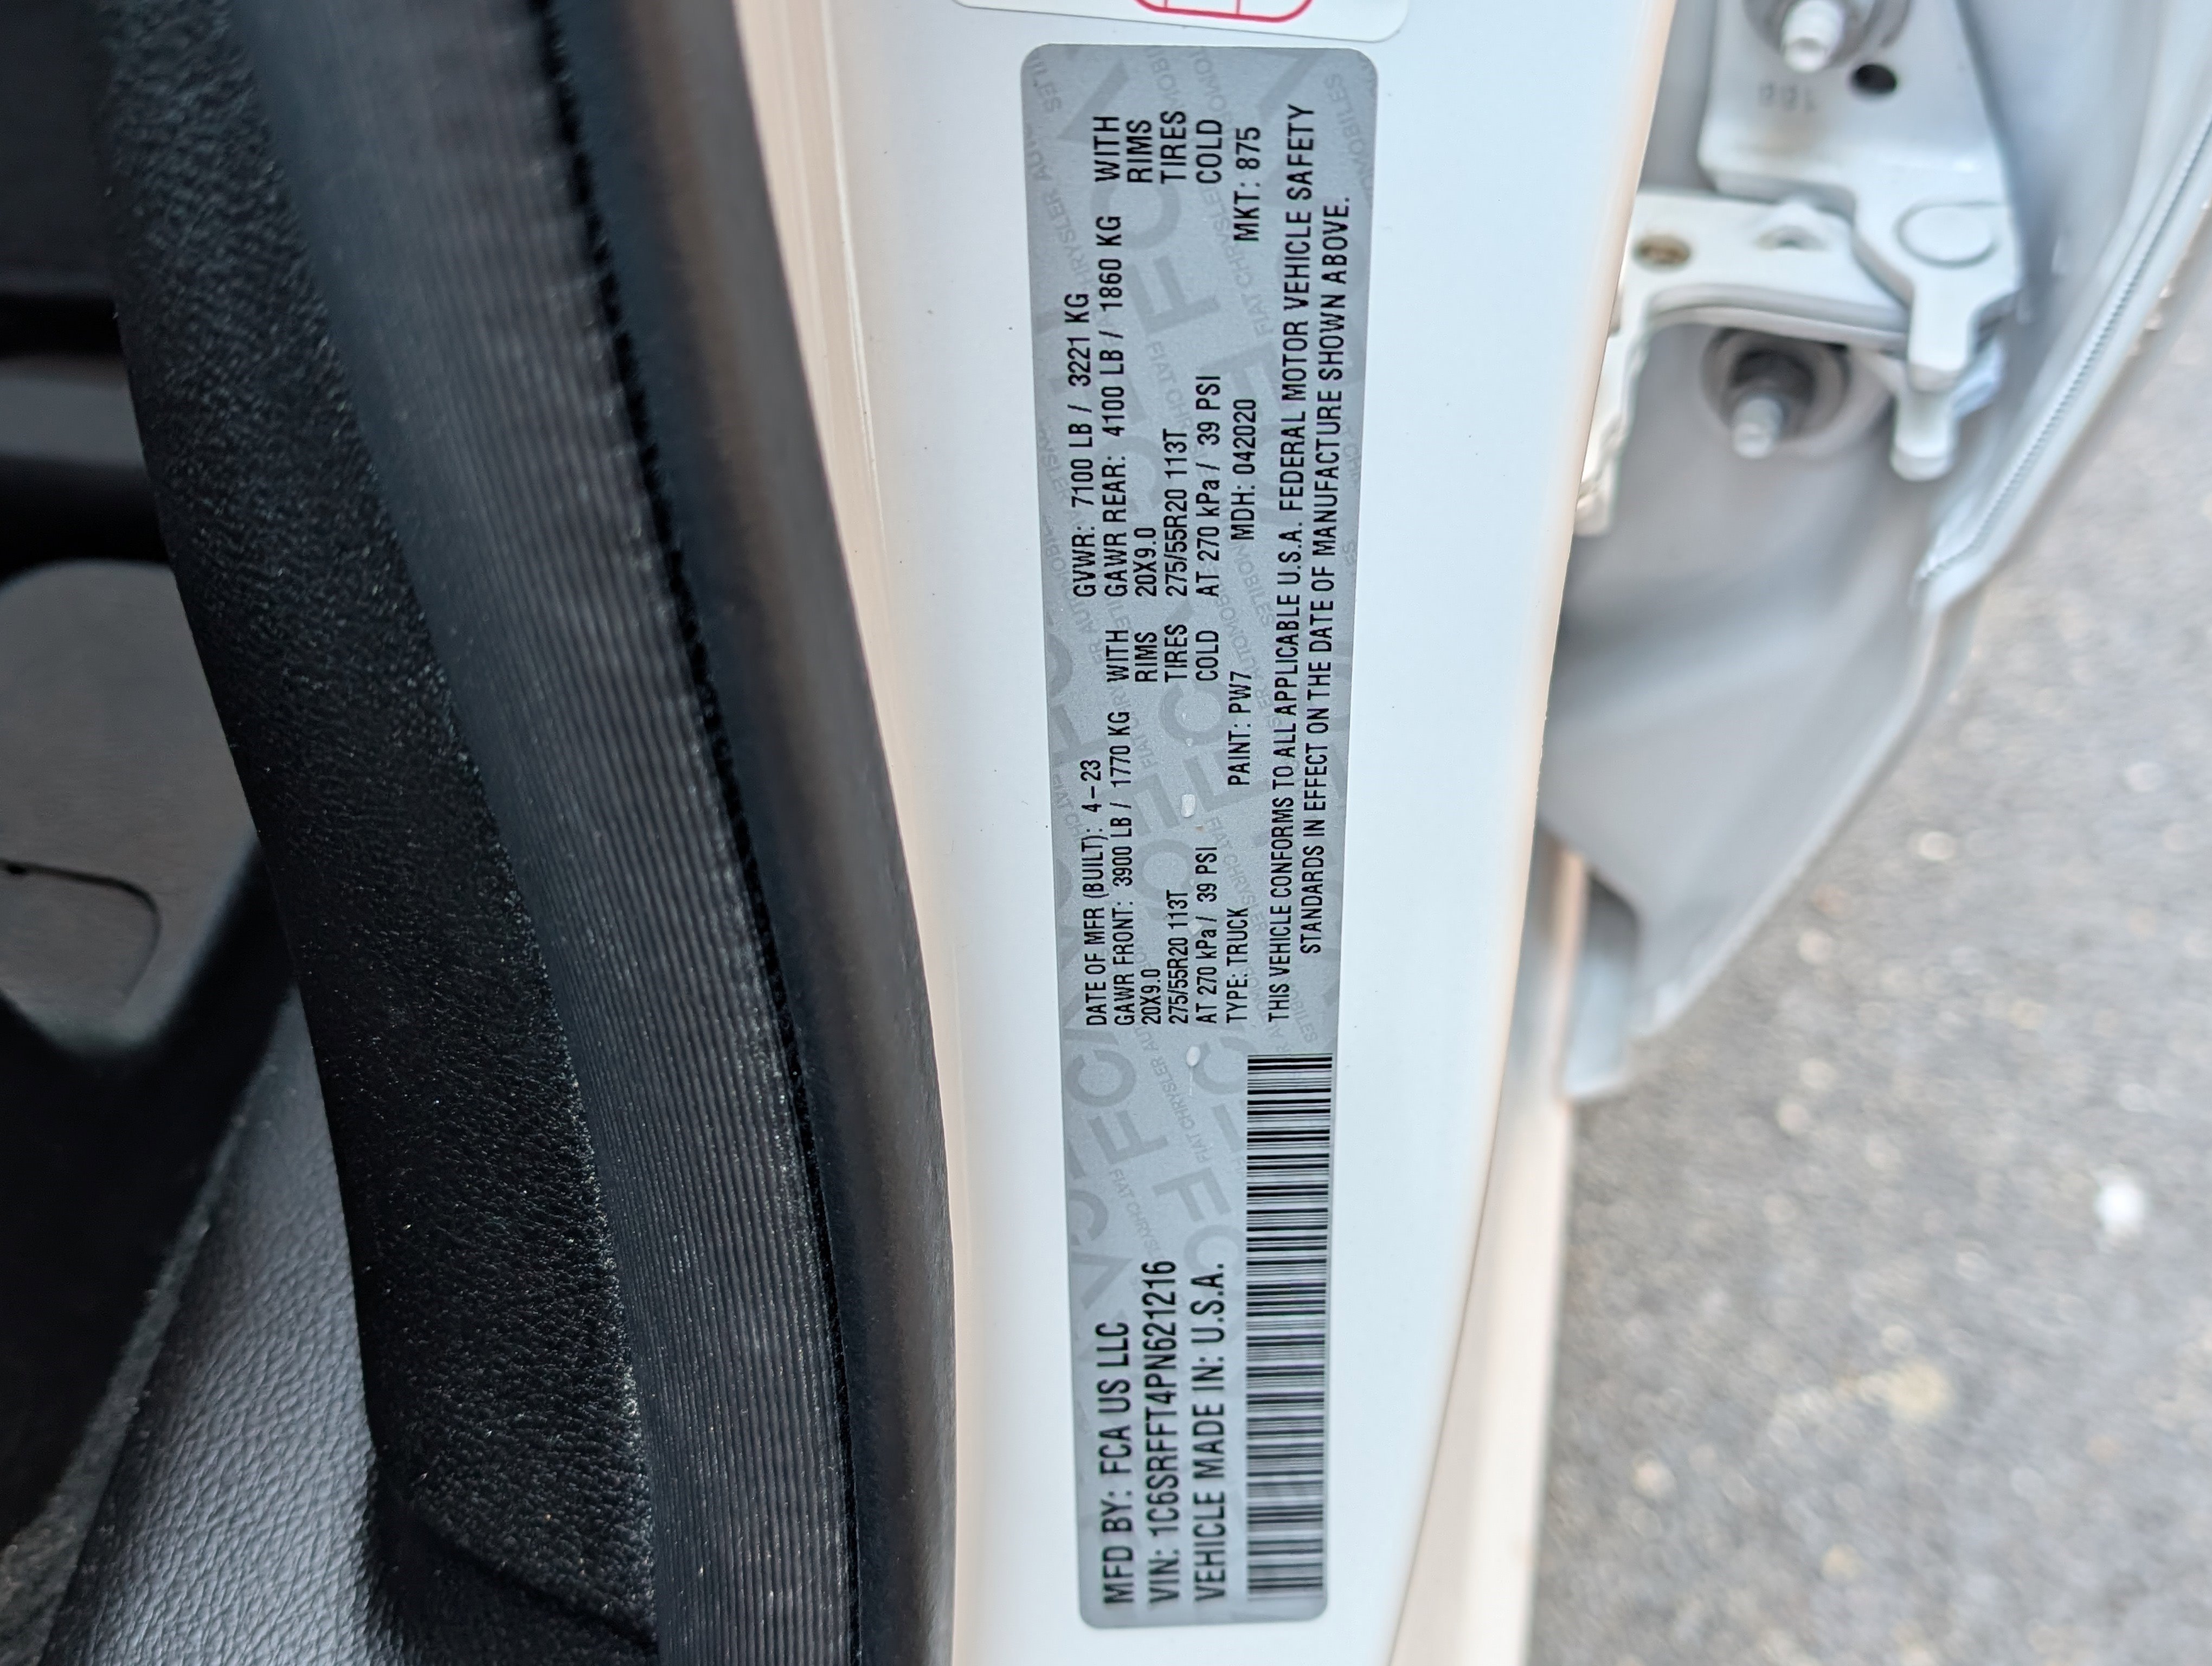 MFD BY: FCA US LLC
VIN: 1C6SRFFT4PN621216
VEHICLE MADE IN: U.S.A.
DATE OF MFR (BUILT): 4-23 GVWR: 7100 LB / 3221 KG
GAWR FRONT: 3900 LB / 1770 KG WITH GAWR REAR: 4100 LB / 1860 KG WITH
20X9.0 RIMS 20X9.0 RIMS
275/55R20 113T TIRES 275/55R20 113T TIRES
AT 270 kPa / 39 PSI COLD AT 270 kPa / 39 PSI COLD
TYPE: TRUCK PAINT: PW7 MDH: 042020 MKT: 875
THIS VEHICLE CONFORMS TO ALL APPLICABLE U.S.A. FEDERAL MOTOR VEHICLE SAFETY
STANDARDS IN EFFECT ON THE DATE OF MANUFACTURE SHOWN ABOVE.